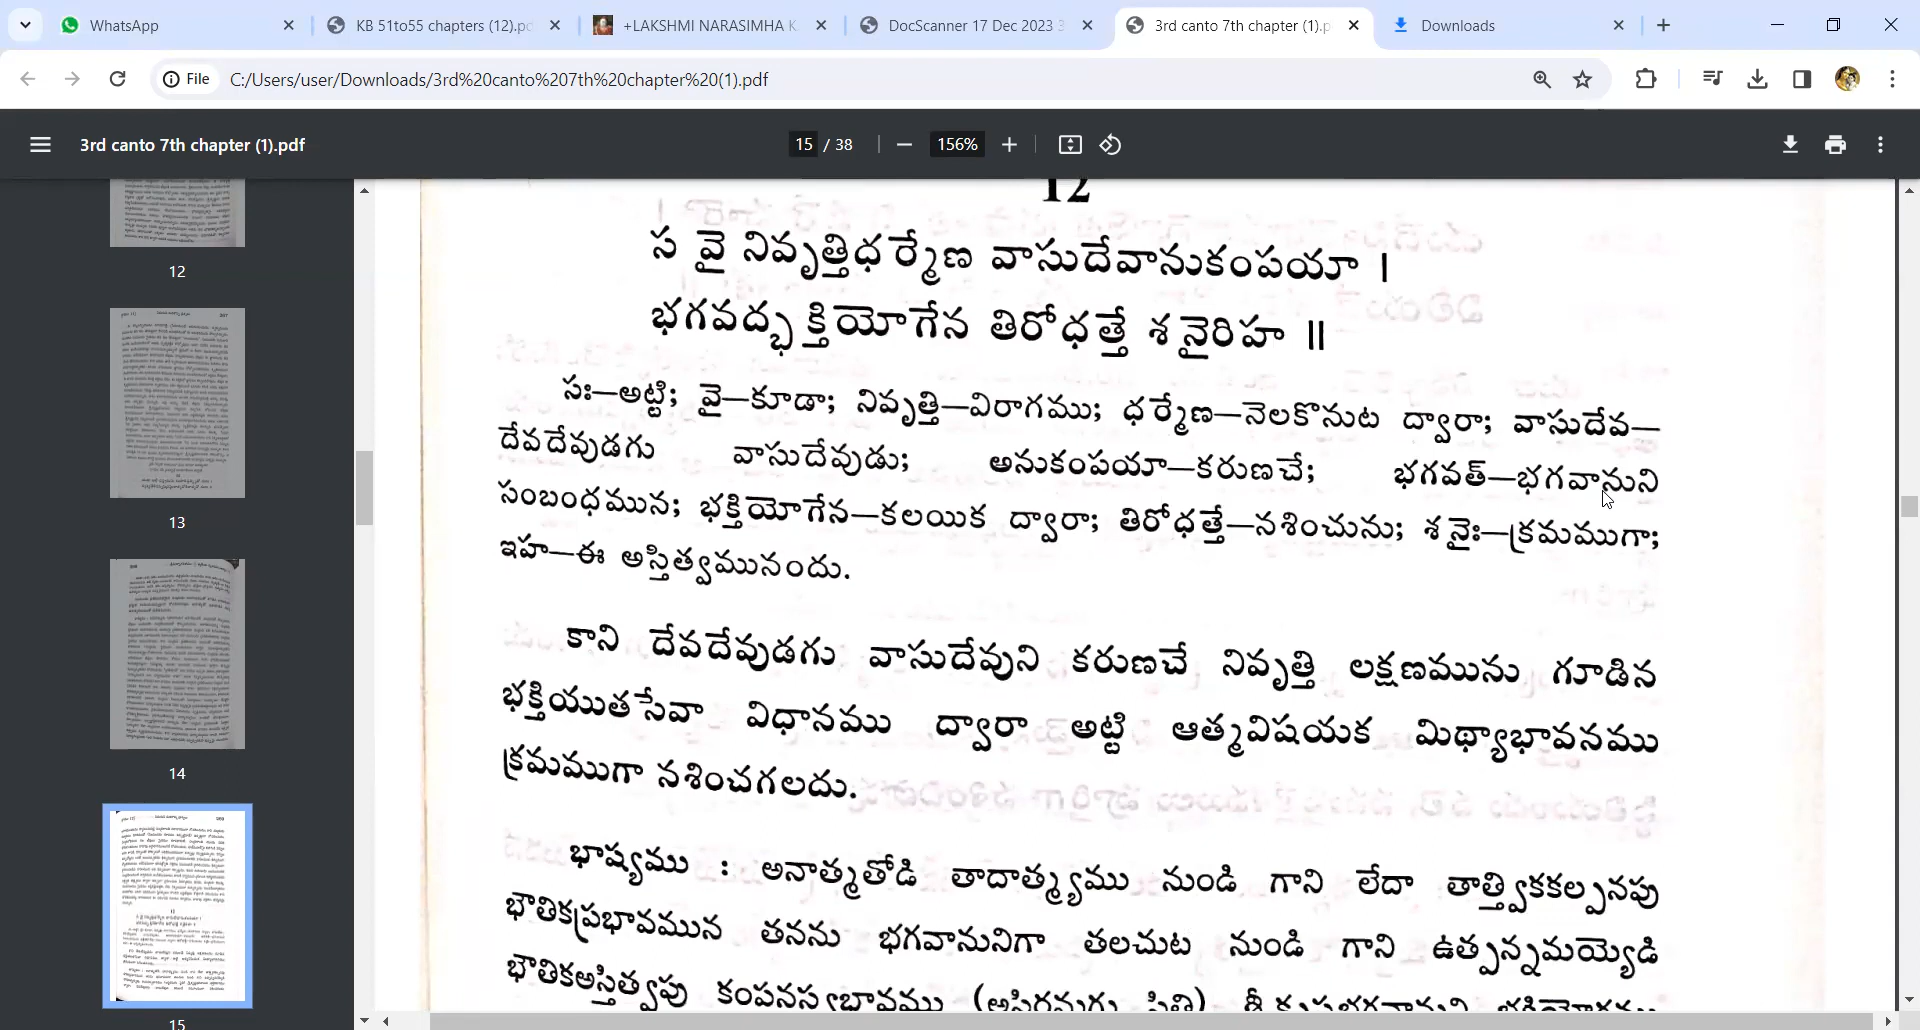 WhatsApp
KB 51to55 chapters (12).pd
+LAKSHMI NARASIMHA K
DocScanner 17 Dec 2023 3
3rd canto 7th chapter (1).p
Downloads
File
C:/Users/user/Downloads/3rd%20canto%207th%20chapter%20(1).pdf
3rd canto 7th chapter (1).pdf
15 / 38
156%
12
13
14
15
12
స వై నివృత్తిధర్మేణ వాసుదేవానుకంపయా ।
భగవద్భక్తియోగేన తిరోధత్తే శనైరిహ ॥
సః—అట్టి; వై—కూడా; నివృత్తి—విరాగము; ధర్మేణ—నెలకొనుట ద్వారా; వాసుదేవ—
దేవదేవుడగు వాసుదేవుడు; అనుకంపయా—కరుణచే; భగవత్—భగవానుని
సంబంధమున; భక్తియోగేన—కలయిక ద్వారా; తిరోధత్తే—నశించును; శనైః—క్రమముగా;
ఇహ—ఈ అస్తిత్వమునందు.
కాని దేవదేవుడగు వాసుదేవుని కరుణచే నివృత్తి లక్షణమును గూడిన
భక్తియుతసేవా విధానము ద్వారా అట్టి ఆత్మవిషయక మిథ్యాభావనము
క్రమముగా నశించగలదు.
భాష్యము : అనాత్మతోడి తాదాత్మ్యము నుండి గాని లేదా తాత్త్వికకల్పనపు
భౌతికప్రభావమున తనను భగవానునిగా తలచుట నుండి గాని ఉత్పన్నమయ్యెడి
భౌతికఅస్తిత్వపు కంపనస్వభావము